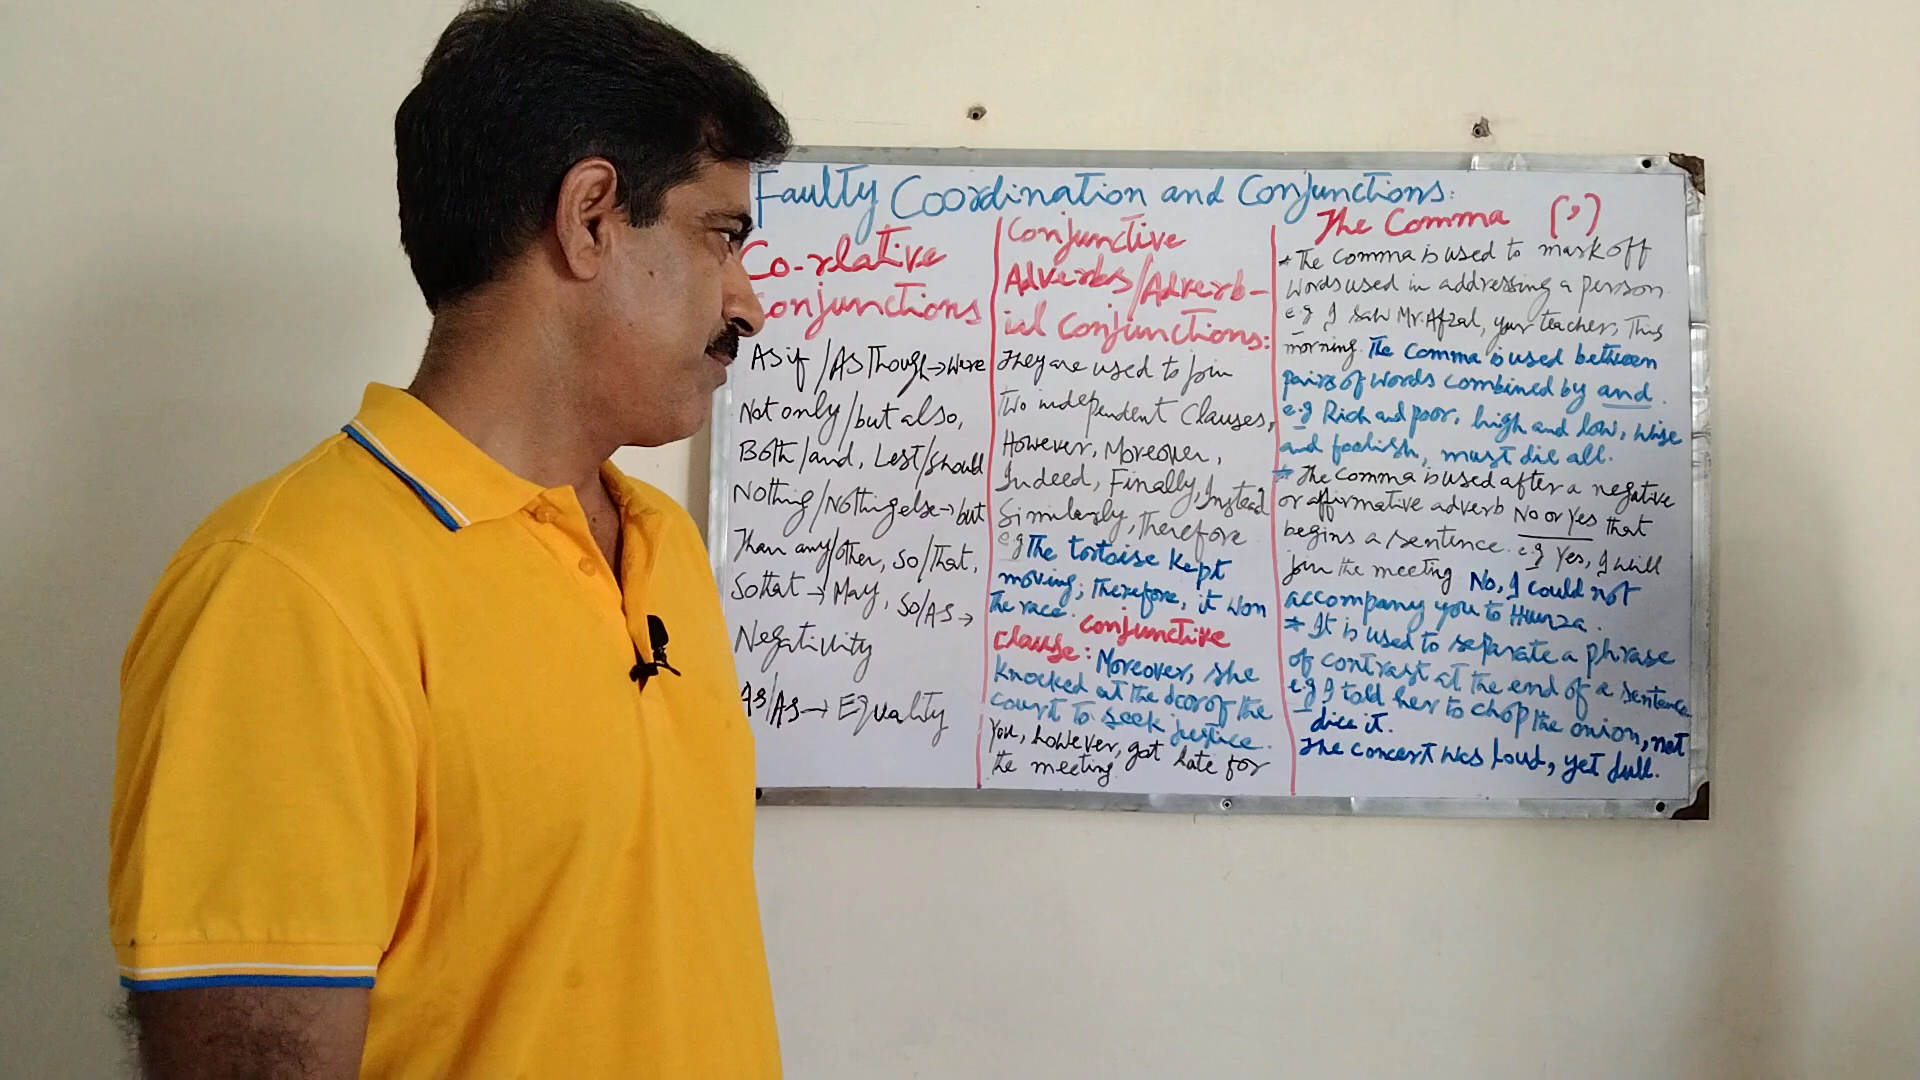 Faulty Coordination and Conjunctions:
Co-rlative
Conjunctions
As if / As Though → Were
Not only / but also,
Both / and, Lest / Should
Nothing / Nothing else → but
Than any / other, So / That,
So that → May, So / As →
Negativity
As / As → Equality
Conjunctive
Adverbs / Adverb-
ial Conjunctions:
They are used to join
Two independent Clauses,
However, Moreover,
Indeed, Finally, Instead
Similarly, Therefore
e.g The tortoise Kept
moving; therefore, it won
the race.
Conjunctive
Clause: Moreover, she
knocked at the door of the
court to seek justice.
You, however, got late for
the meeting
The Comma (,)
* The Comma is used to mark off
words used in addressing a person
e.g I saw Mr. Afzal, your teacher, This
morning. The Comma is used between
pairs of words combined by and.
e.g Rich and poor, high and low, wise
and foolish, must die all.
* The Comma is used after a negative
or affirmative adverb No or Yes that
begins a sentence. e.g Yes, I will
join the meeting No, I could not
accompany you to Hunza.
* It is used to separate a phrase
of contrast at the end of a sentence
e.g I told her to chop the onion, not
dice it.
The concert was loud, yet dull.